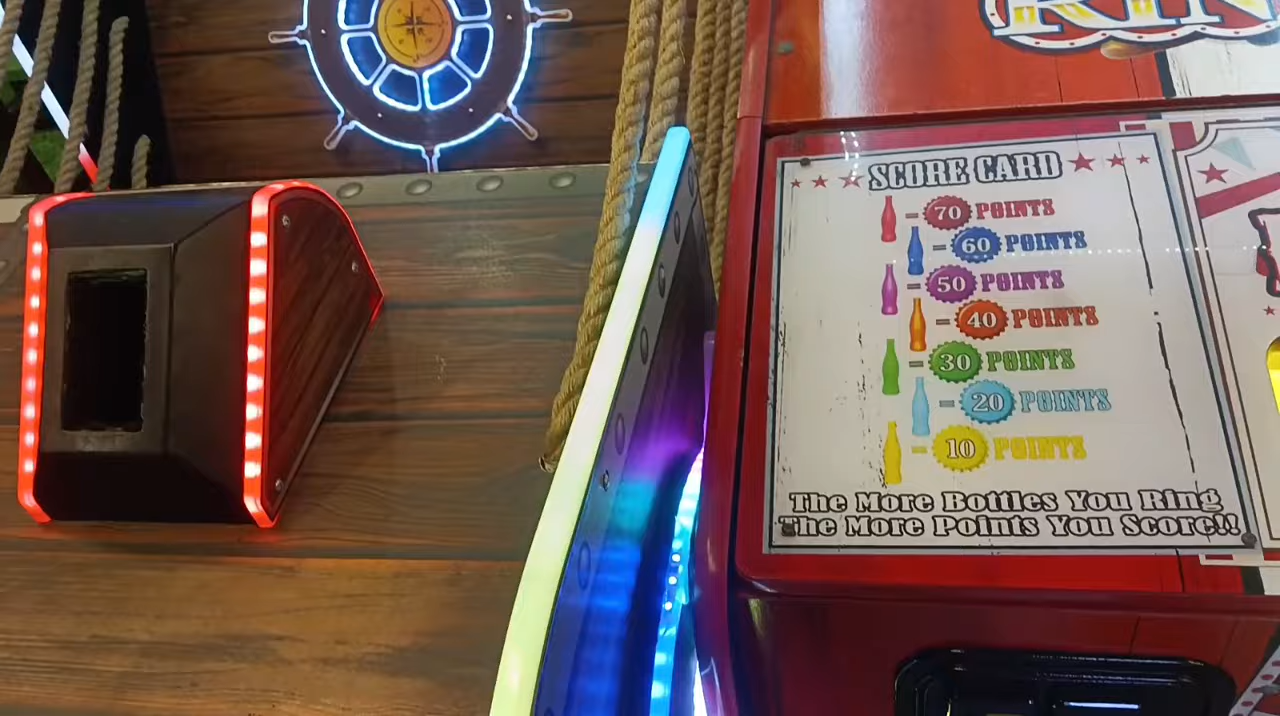 SCORE CARD
= 70 POINTS
= 60 POINTS
= 50 POINTS
= 40 POINTS
= 30 POINTS
= 20 POINTS
= 10 POINTS
The More Bottles You Ring
The More Points You Score!!